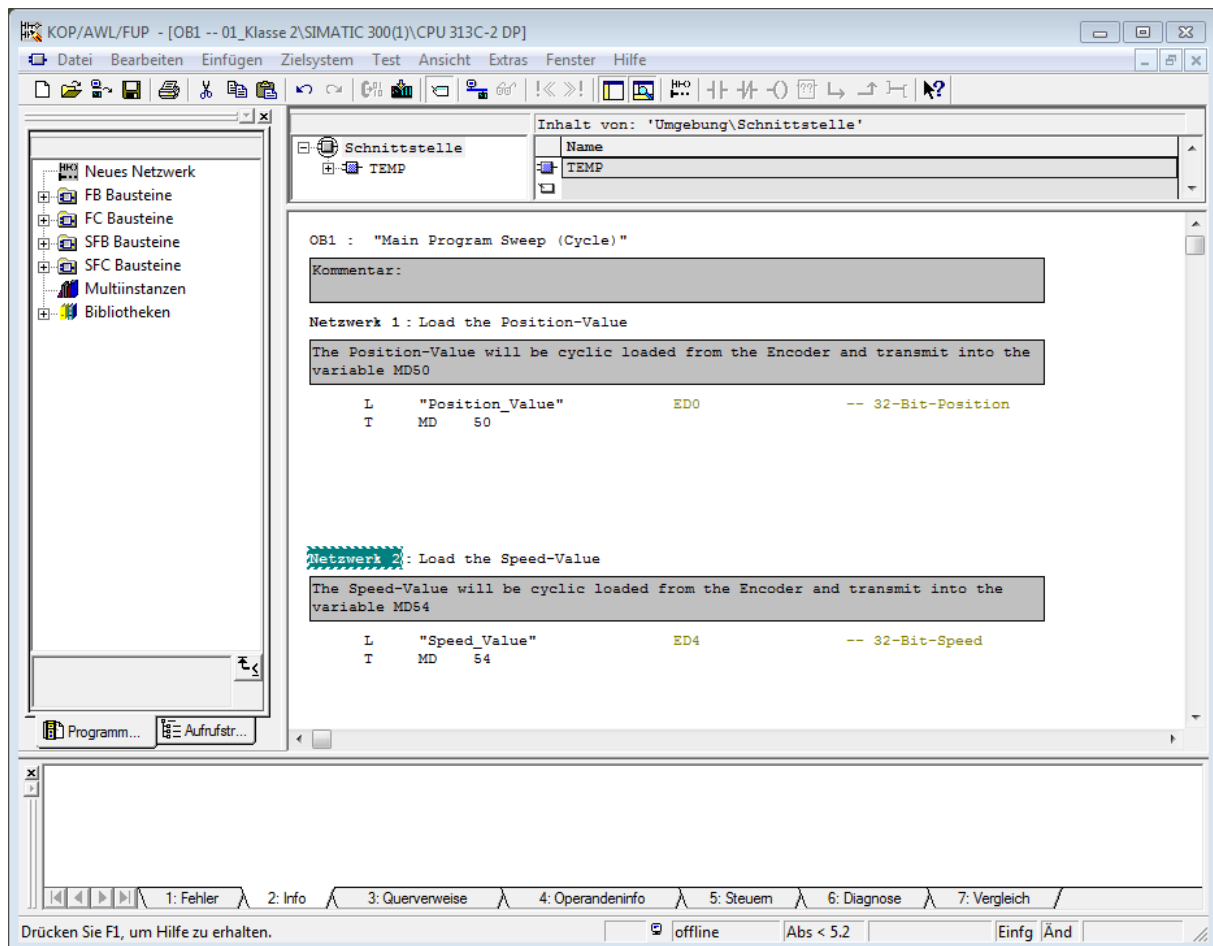 KOP/AWL/FUP - [OB1 -- 01_Klasse 2\SIMATIC 300(1)\CPU 313C-2 DP]
Datei Bearbeiten Einfügen Zielsystem Test Ansicht Extras Fenster Hilfe
Neues Netzwerk
FB Bausteine
FC Bausteine
SFB Bausteine
SFC Bausteine
Multiinstanzen
Bibliotheken
Programm... Aufrufstr...
Inhalt von: 'Umgebung\Schnittstelle'
Schnittstelle
TEMP
Name
TEMP
OB1 : "Main Program Sweep (Cycle)"
Kommentar:
Netzwerk 1: Load the Position-Value
The Position-Value will be cyclic loaded from the Encoder and transmit into the
variable MD50
L "Position_Value" ED0 -- 32-Bit-Position
T MD 50
Netzwerk 2: Load the Speed-Value
The Speed-Value will be cyclic loaded from the Encoder and transmit into the
variable MD54
L "Speed_Value" ED4 -- 32-Bit-Speed
T MD 54
1: Fehler 2: Info 3: Querverweise 4: Operandeninfo 5: Steuern 6: Diagnose 7: Vergleich
Drücken Sie F1, um Hilfe zu erhalten. offline Abs < 5.2 Einfg Änd